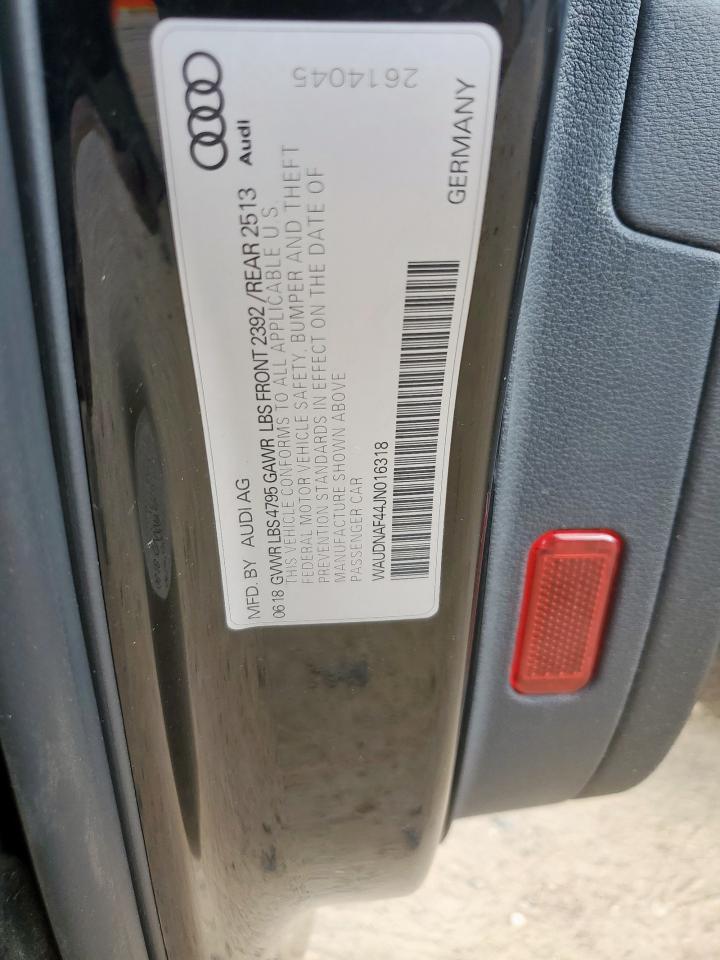 MFD. BY AUDI AG
Audi
2614045
0618 GVWR LBS 4795 GAWR LBS FRONT 2392 /REAR 2513
THIS VEHICLE CONFORMS TO ALL APPLICABLE U.S.
FEDERAL MOTOR VEHICLE SAFETY, BUMPER AND THEFT
PREVENTION STANDARDS IN EFFECT ON THE DATE OF
MANUFACTURE SHOWN ABOVE
PASSENGER CAR
WAUDNAF44JN016318
GERMANY